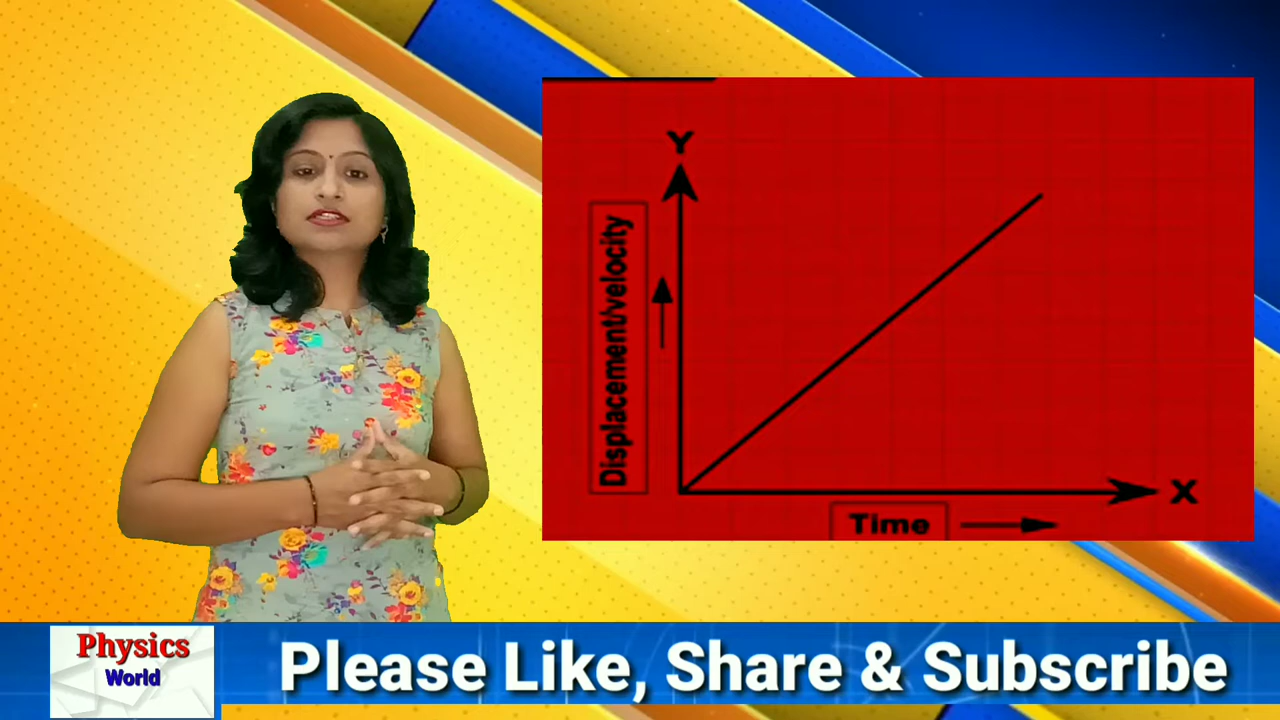 Y
Displacement/velocity
X
Time
Physics
World
Please Like, Share & Subscribe